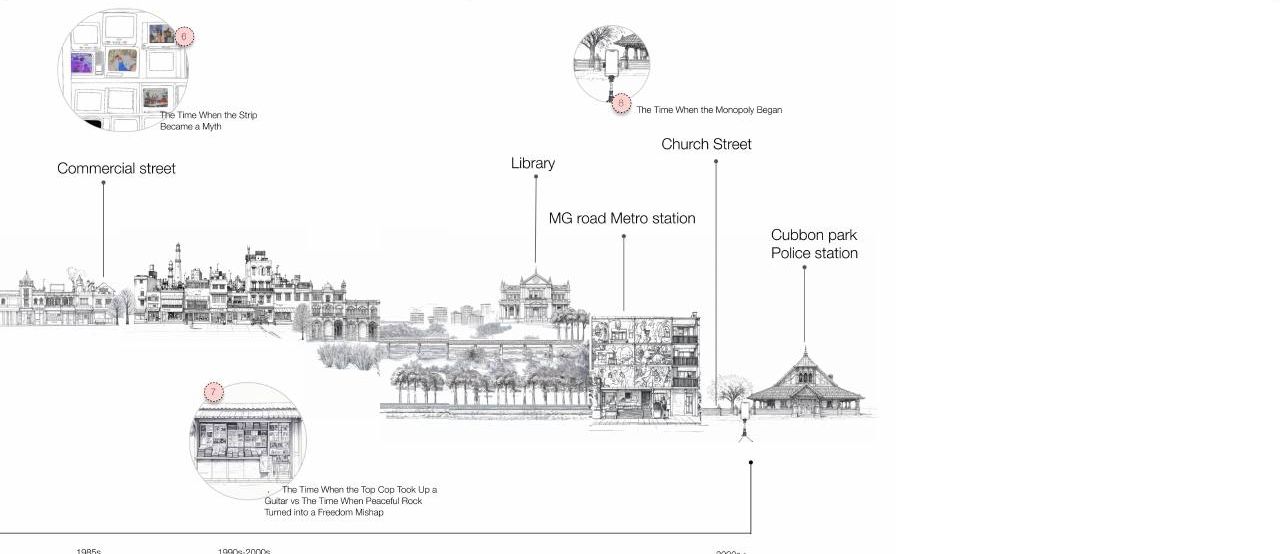 6
The Time When the Strip
Became a Myth
8
The Time When the Monopoly Began
Church Street
Commercial street
Library
MG road Metro station
Cubbon park
Police station
7
The Time When the Top Cop Took Up a
Guitar vs The Time When Peaceful Rock
Turned into a Freedom Mishap
1985s
1990s-2000s